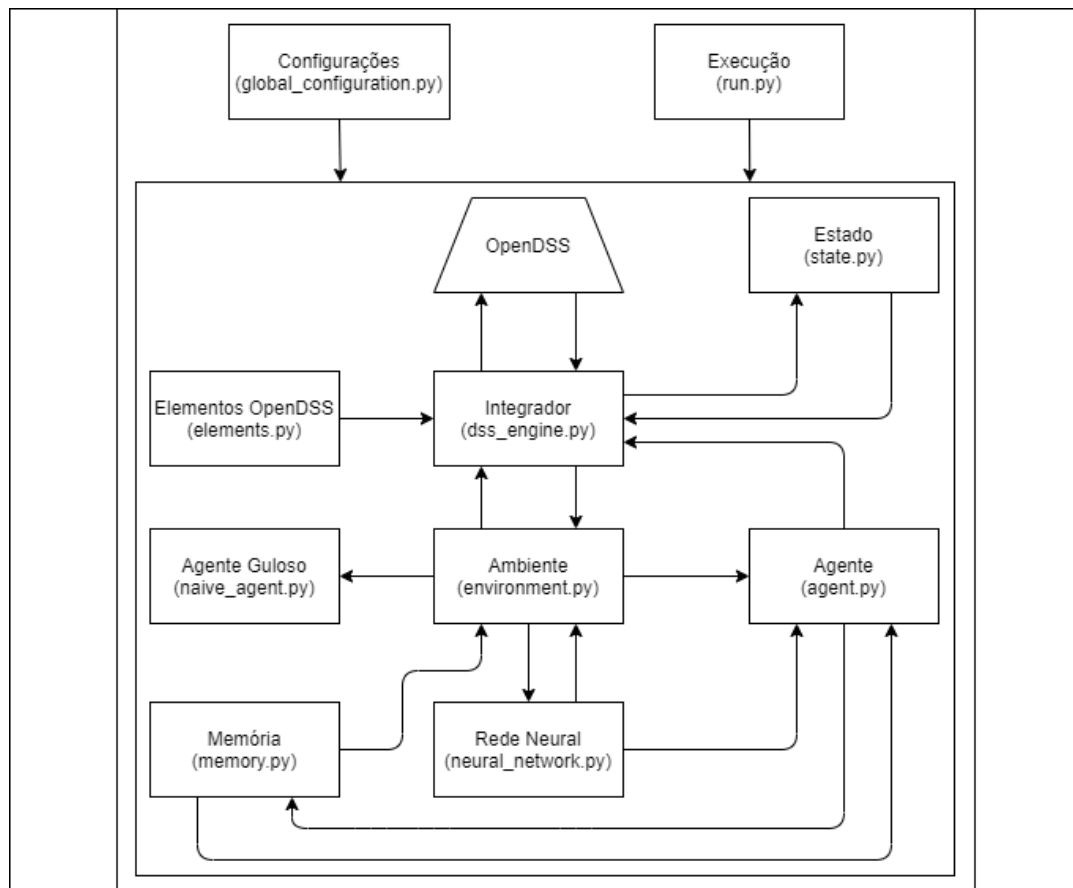 Configurações
(global_configuration.py)
Execução
(run.py)
OpenDSS
Estado
(state.py)
Elementos OpenDSS
(elements.py)
Integrador
(dss_engine.py)
Agente Guloso
(naive_agent.py)
Ambiente
(environment.py)
Agente
(agent.py)
Memória
(memory.py)
Rede Neural
(neural_network.py)